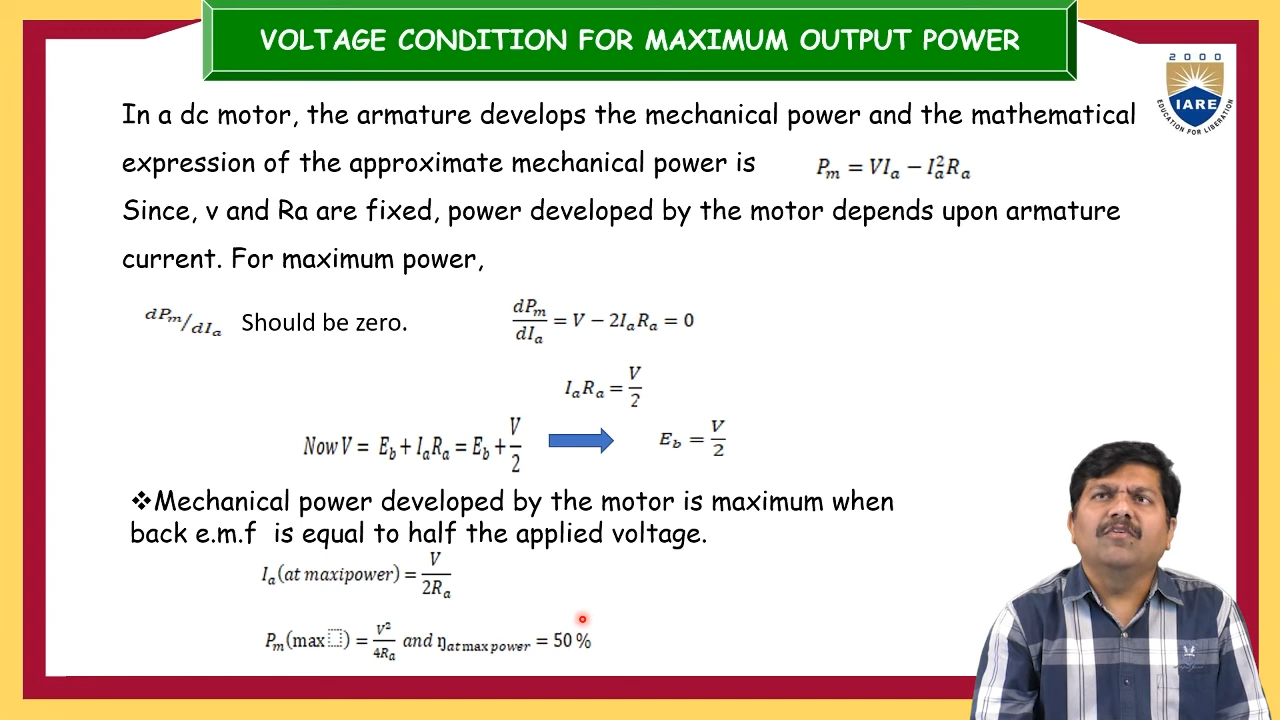 VOLTAGE CONDITION FOR MAXIMUM OUTPUT POWER
2000
IARE
EDUCATION FOR LIBERATION
In a dc motor, the armature develops the mechanical power and the mathematical
expression of the approximate mechanical power is P_m = VI_a − I_a^2 R_a
Since, v and Ra are fixed, power developed by the motor depends upon armature
current. For maximum power,
dP_m/dI_a Should be zero. dP_m/dI_a = V − 2I_aR_a = 0
I_aR_a = V/2
Now V = E_b + I_aR_a = E_b + V/2 E_b = V/2
❖Mechanical power developed by the motor is maximum when
back e.m.f is equal to half the applied voltage.
I_a(at maxipower) = V/2R_a
P_m(max⬚) = V²/4R_a and ŋ_at max power = 50 %